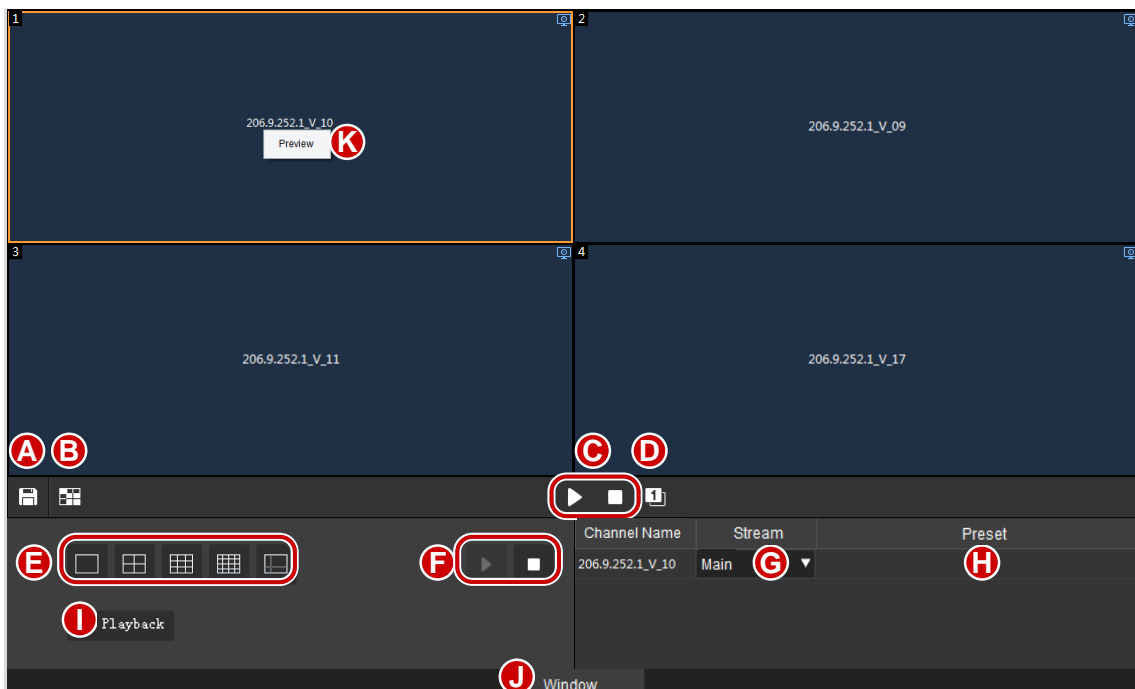 1
2
206.9.252.1_V_10
Preview
K
206.9.252.1_V_09
3
4
206.9.252.1_V_11
206.9.252.1_V_17
A
B
C
D
1
Channel Name Stream Preset
E
F
206.9.252.1_V_10 Main G H
I Playback
J Window